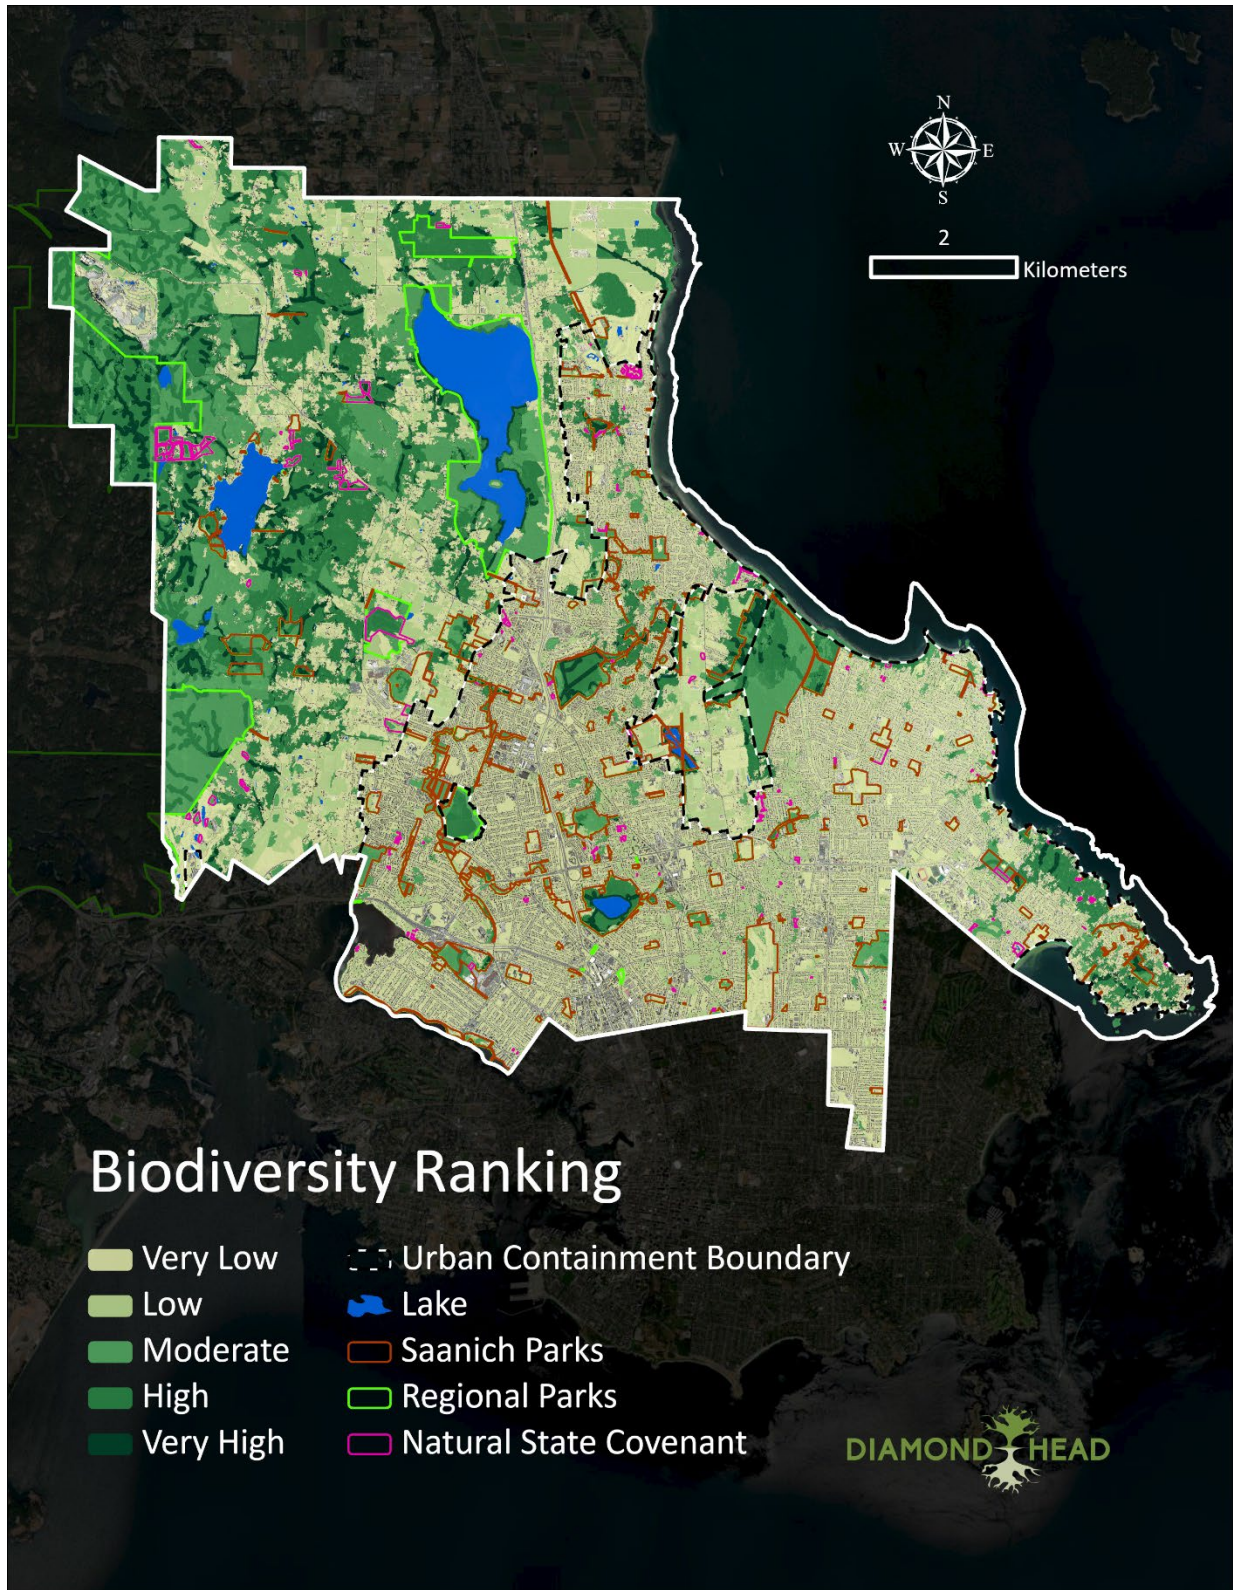 N
W E
S
2
Kilometers
Biodiversity Ranking
Very Low
Low
Moderate
High
Very High
Urban Containment Boundary
Lake
Saanich Parks
Regional Parks
Natural State Covenant
DIAMOND HEAD